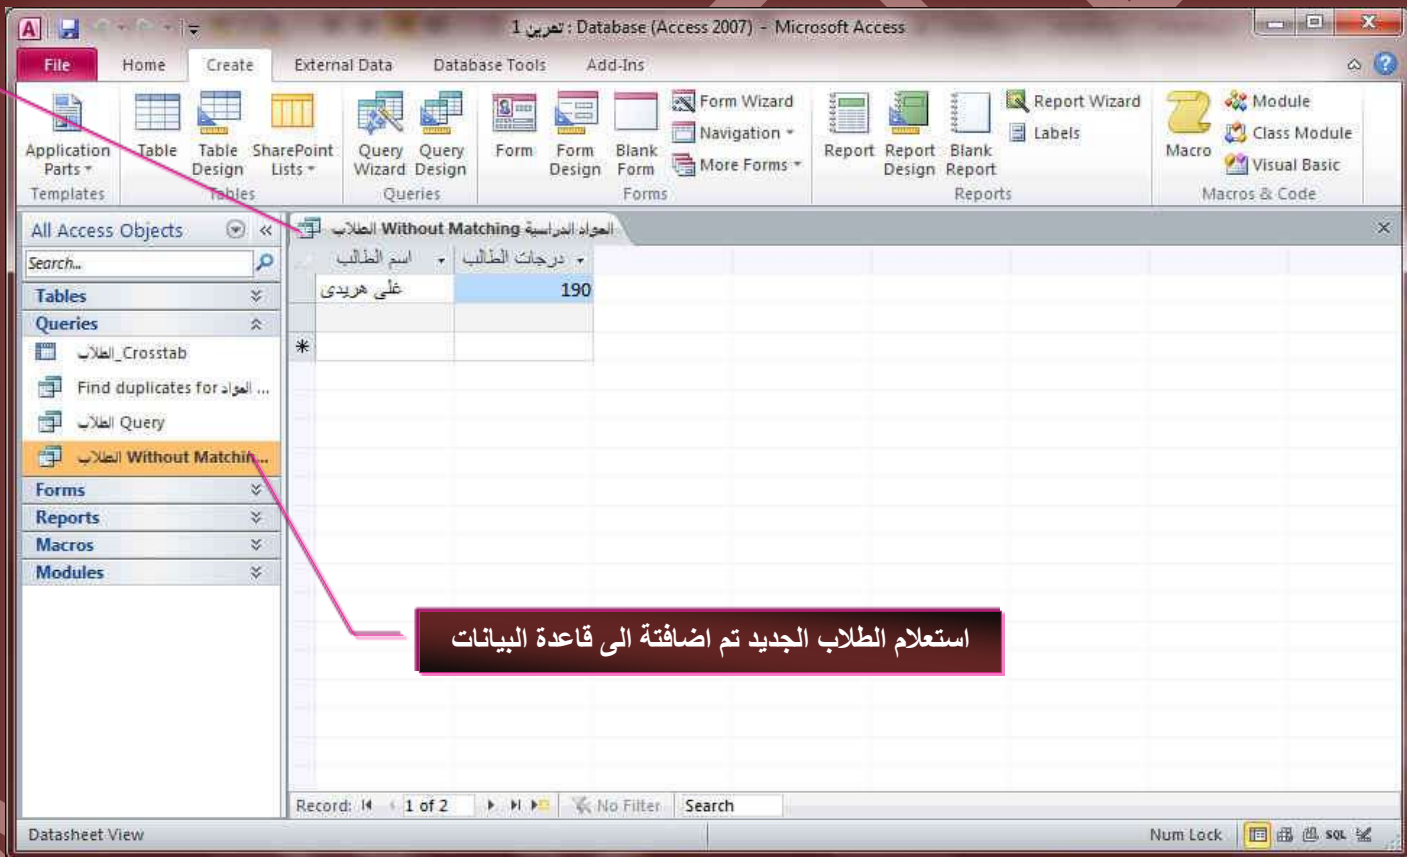 تمرين 1 : Database (Access 2007) - Microsoft Access
File Home Create External Data Database Tools Add-Ins
Application Parts
Table
Table Design
SharePoint Lists
Query Wizard
Query Design
Form
Form Design
Blank Form
Form Wizard
Navigation
More Forms
Report
Report Design
Blank Report
Report Wizard
Labels
Macro
Module
Class Module
Visual Basic
Templates Tables Queries Forms Reports Macros & Code
All Access Objects
Search...
Tables
Queries
الطلاب_Crosstab
Find duplicates for المواد ...
الطلاب Query
الطلاب Without Matchin...
Forms
Reports
Macros
Modules
الطلاب Without Matching المواد الدراسية
اسم الطالب درجات الطالب
غلى هريدى 190
استعلام الطلاب الجديد تم اضافتة الى قاعدة البيانات
Record: 1 of 2 No Filter Search
Datasheet View Num Lock SQL